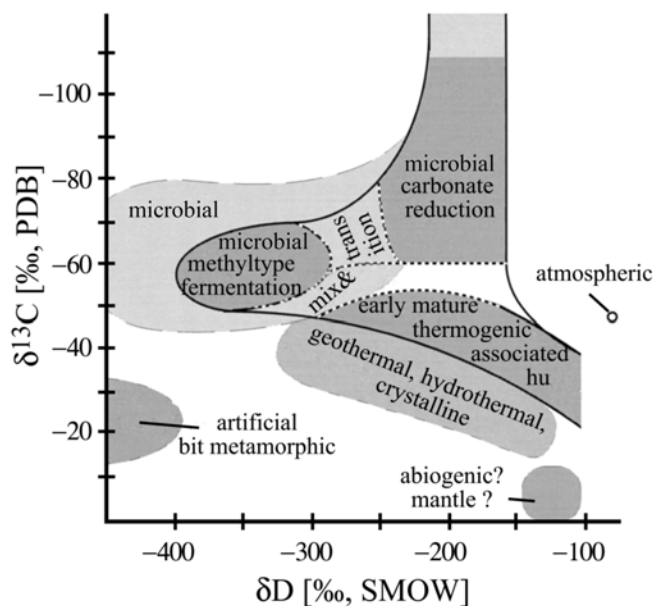 −100
−80
−60
−40
−20
δ¹³C [‰, PDB]
microbial
carbonate
reduction
microbial
trans
ition
mix&
microbial
methyltype
fermentation
atmospheric
early mature
thermogenic
associated
hu
geothermal, hydrothermal,
crystalline
artificial
bit metamorphic
abiogenic?
mantle ?
−400
−300
−200
−100
δD [‰, SMOW]